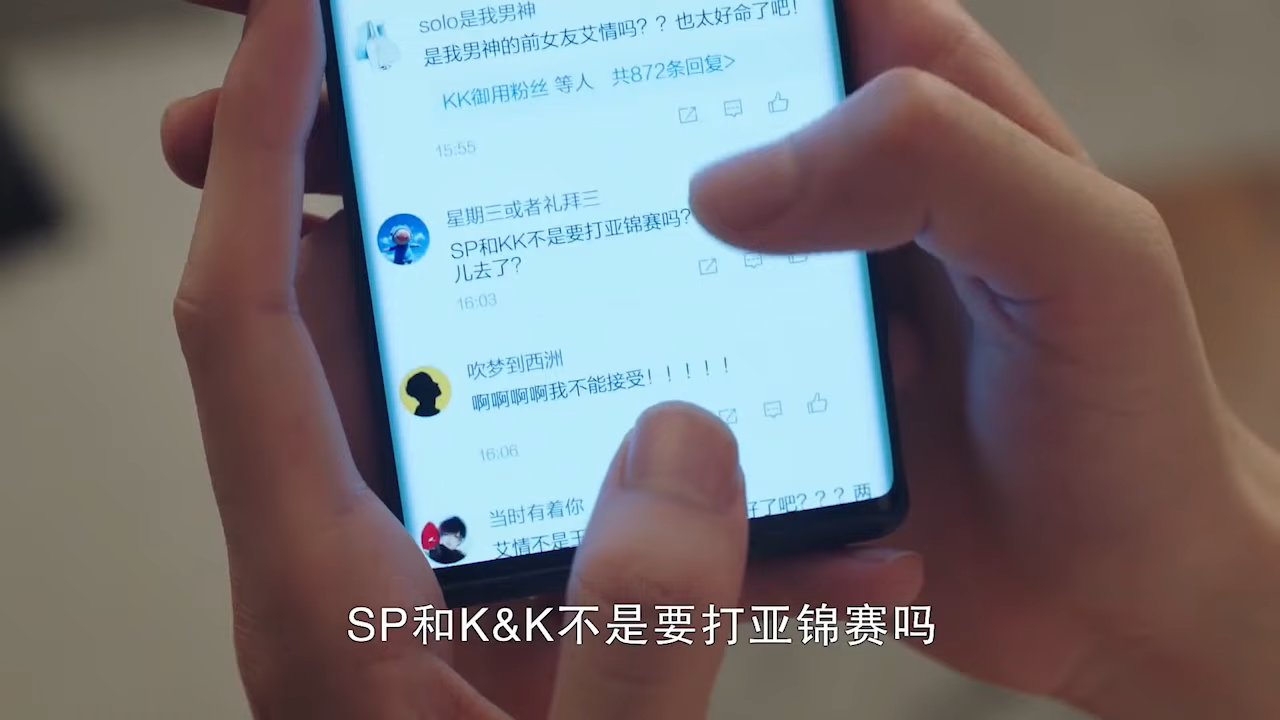 solo是我男神
是我男神的前女友艾情吗？？也太好命了吧！
KK御用粉丝 等人 共872条回复>
15:55
星期三或者礼拜三
SP和KK不是要打亚锦赛吗？
儿去了？
16:03
吹梦到西洲
啊啊啊啊我不能接受！！！！！
16:06
当时有着你
艾情不是 好了吧？？？两
SP和K&K不是要打亚锦赛吗